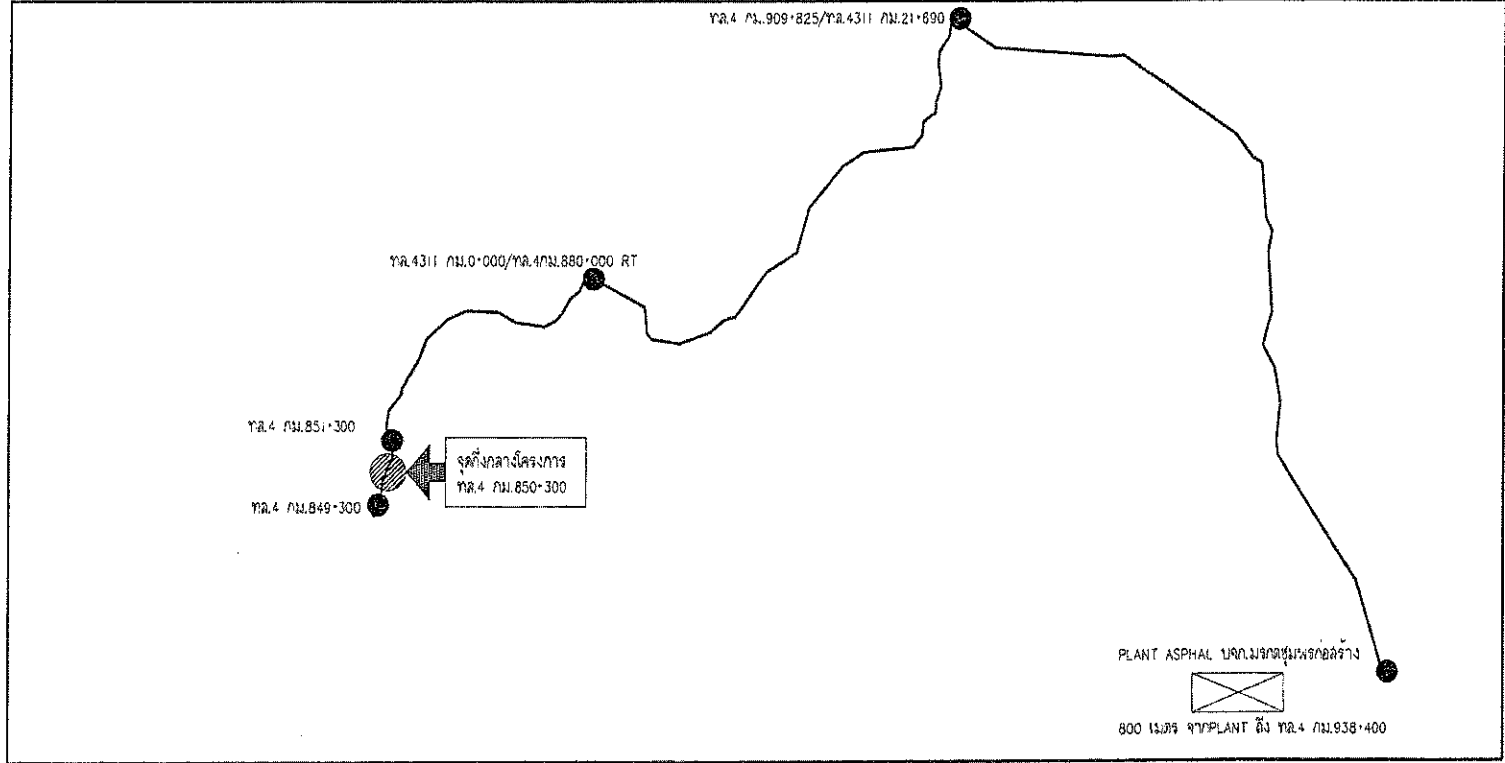 ทล.4 กม.909+825/ทล.4311 กม.21+690
ทล.4311 กม.0+000/ทล.4กม.880+000 RT
ทล.4 กม.851+300
จุดกึ่งกลางโครงการ
ทล.4 กม.850+300
ทล.4 กม.849+300
PLANT ASPHAL บจก.มรกตชุมพรก่อสร้าง
800 เมตร จากPLANT ถึง ทล.4 กม.938+400